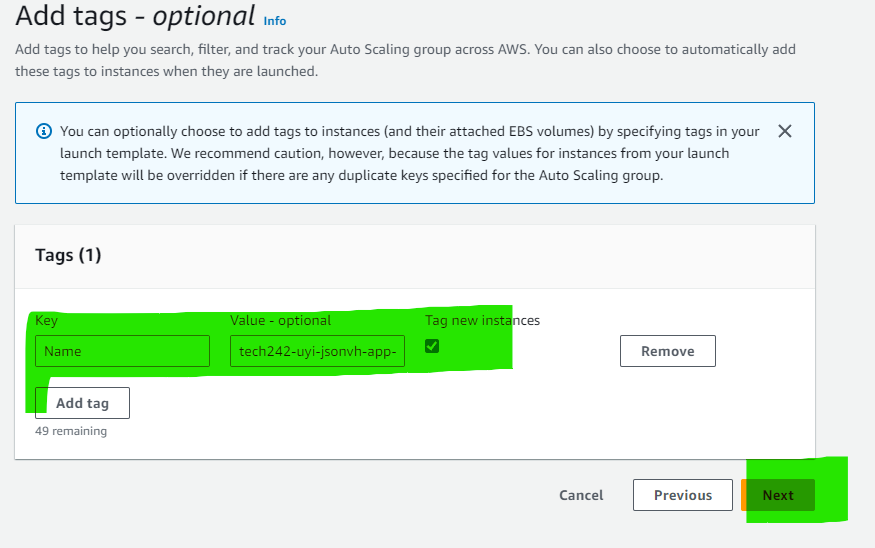 Add tags - optional Info
Add tags to help you search, filter, and track your Auto Scaling group across AWS. You can also choose to automatically add
these tags to instances when they are launched.
You can optionally choose to add tags to instances (and their attached EBS volumes) by specifying tags in your
launch template. We recommend caution, however, because the tag values for instances from your launch
template will be overridden if there are any duplicate keys specified for the Auto Scaling group.
Tags (1)
Key Value - optional Tag new instances
Name tech242-uyi-jsonvh-app- Remove
Add tag
49 remaining
Cancel Previous Next